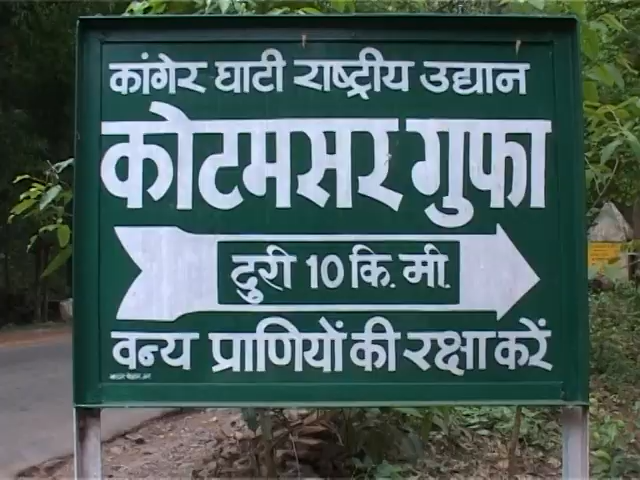 कांगेर घाटी राष्ट्रीय उद्यान
कोटमसर गुफा
दुरी 10 कि. मी.
वन्य प्राणियों की रक्षा करें